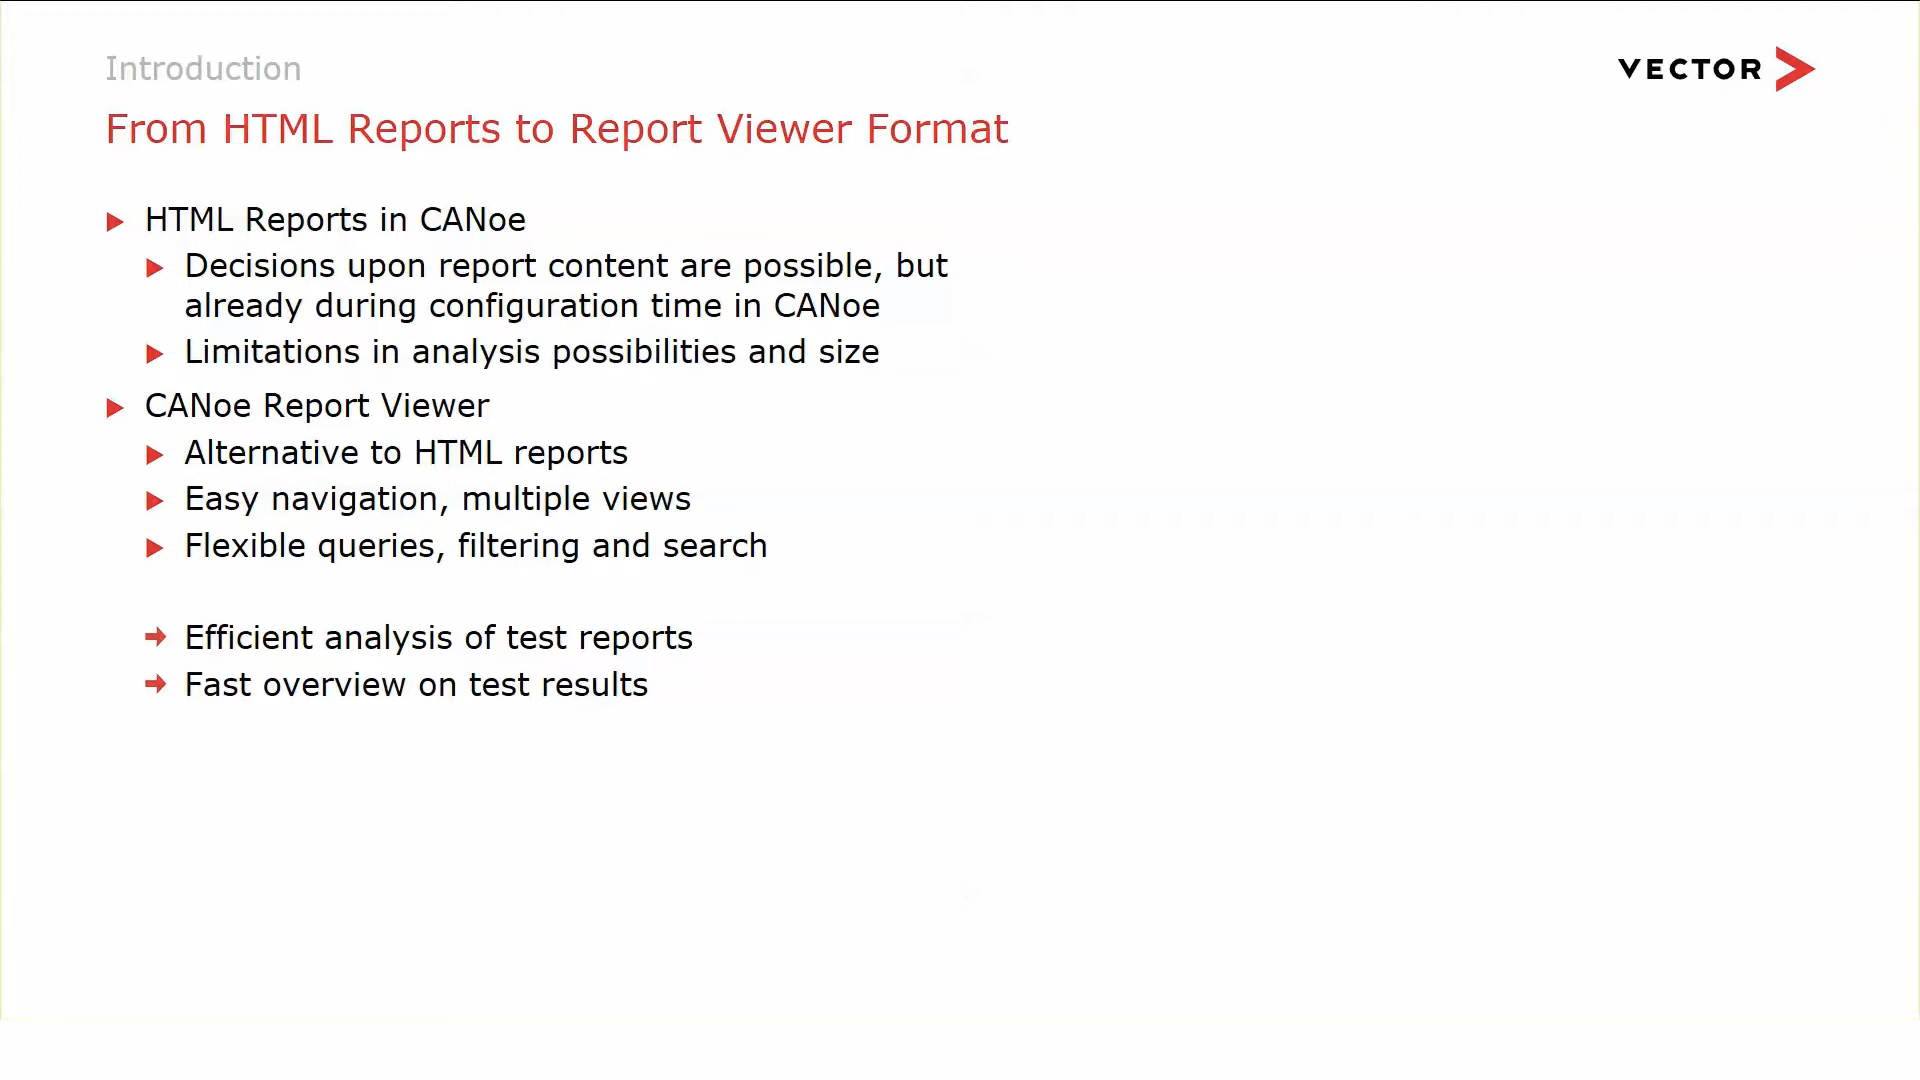 Introduction
VECTOR
From HTML Reports to Report Viewer Format
HTML Reports in CANoe
Decisions upon report content are possible, but
already during configuration time in CANoe
Limitations in analysis possibilities and size
CANoe Report Viewer
Alternative to HTML reports
Easy navigation, multiple views
Flexible queries, filtering and search
Efficient analysis of test reports
Fast overview on test results